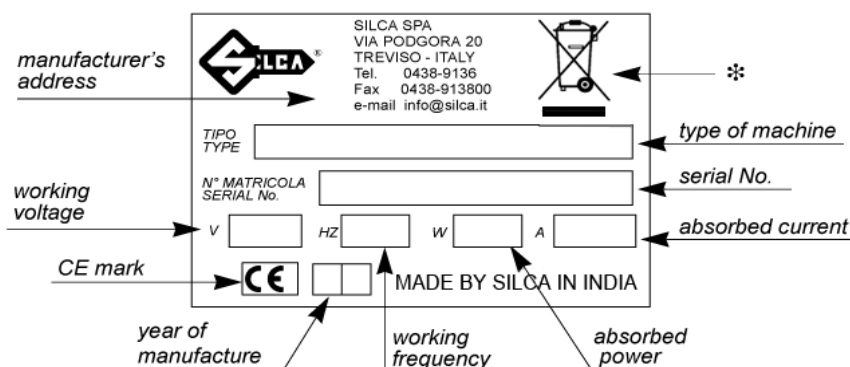 SILCA SPA
VIA PODGORA 20
TREVISO - ITALY
Tel. 0438-9136
Fax 0438-913800
e-mail info@silca.it
SILCA®
manufacturer's
address
*
TIPO
TYPE
type of machine
N° MATRICOLA
SERIAL No.
serial No.
working
voltage
V
HZ
W
A
absorbed current
CE mark
CE
MADE BY SILCA IN INDIA
year of
manufacture
working
frequency
absorbed
power